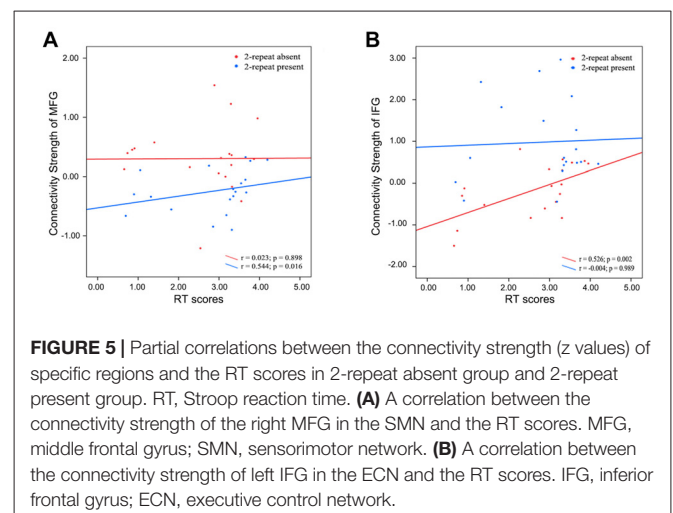 A
Connectivity Strength of MFG
2.00
1.00
0.00
-1.00
2-repeat absent
2-repeat present
r = 0.023; p = 0.898
r = 0.544; p = 0.016
0.00 1.00 2.00 3.00 4.00 5.00
RT scores
B
Connectivity Strength of IFG
3.00
2.00
1.00
0.00
-1.00
-2.00
2-repeat absent
2-repeat present
r = 0.526; p = 0.002
r = -0.004; p = 0.989
0.00 1.00 2.00 3.00 4.00 5.00
RT scores
FIGURE 5 | Partial correlations between the connectivity strength (z values) of
specific regions and the RT scores in 2-repeat absent group and 2-repeat
present group. RT, Stroop reaction time. (A) A correlation between the
connectivity strength of the right MFG in the SMN and the RT scores. MFG,
middle frontal gyrus; SMN, sensorimotor network. (B) A correlation between
the connectivity strength of left IFG in the ECN and the RT scores. IFG, inferior
frontal gyrus; ECN, executive control network.